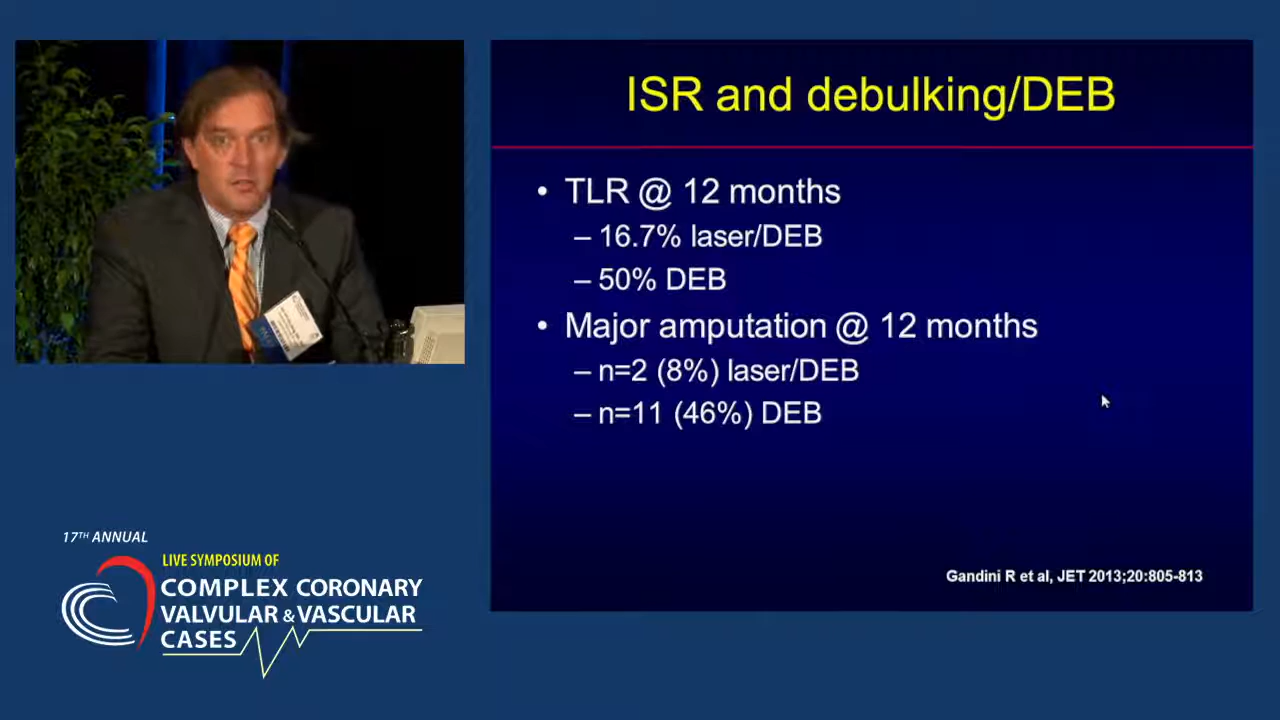 ISR and debulking/DEB
• TLR @ 12 months
– 16.7% laser/DEB
– 50% DEB
• Major amputation @ 12 months
– n=2 (8%) laser/DEB
– n=11 (46%) DEB
Gandini R et al, JET 2013;20:805-813
17TH ANNUAL
LIVE SYMPOSIUM OF
COMPLEX CORONARY
VALVULAR & VASCULAR
CASES